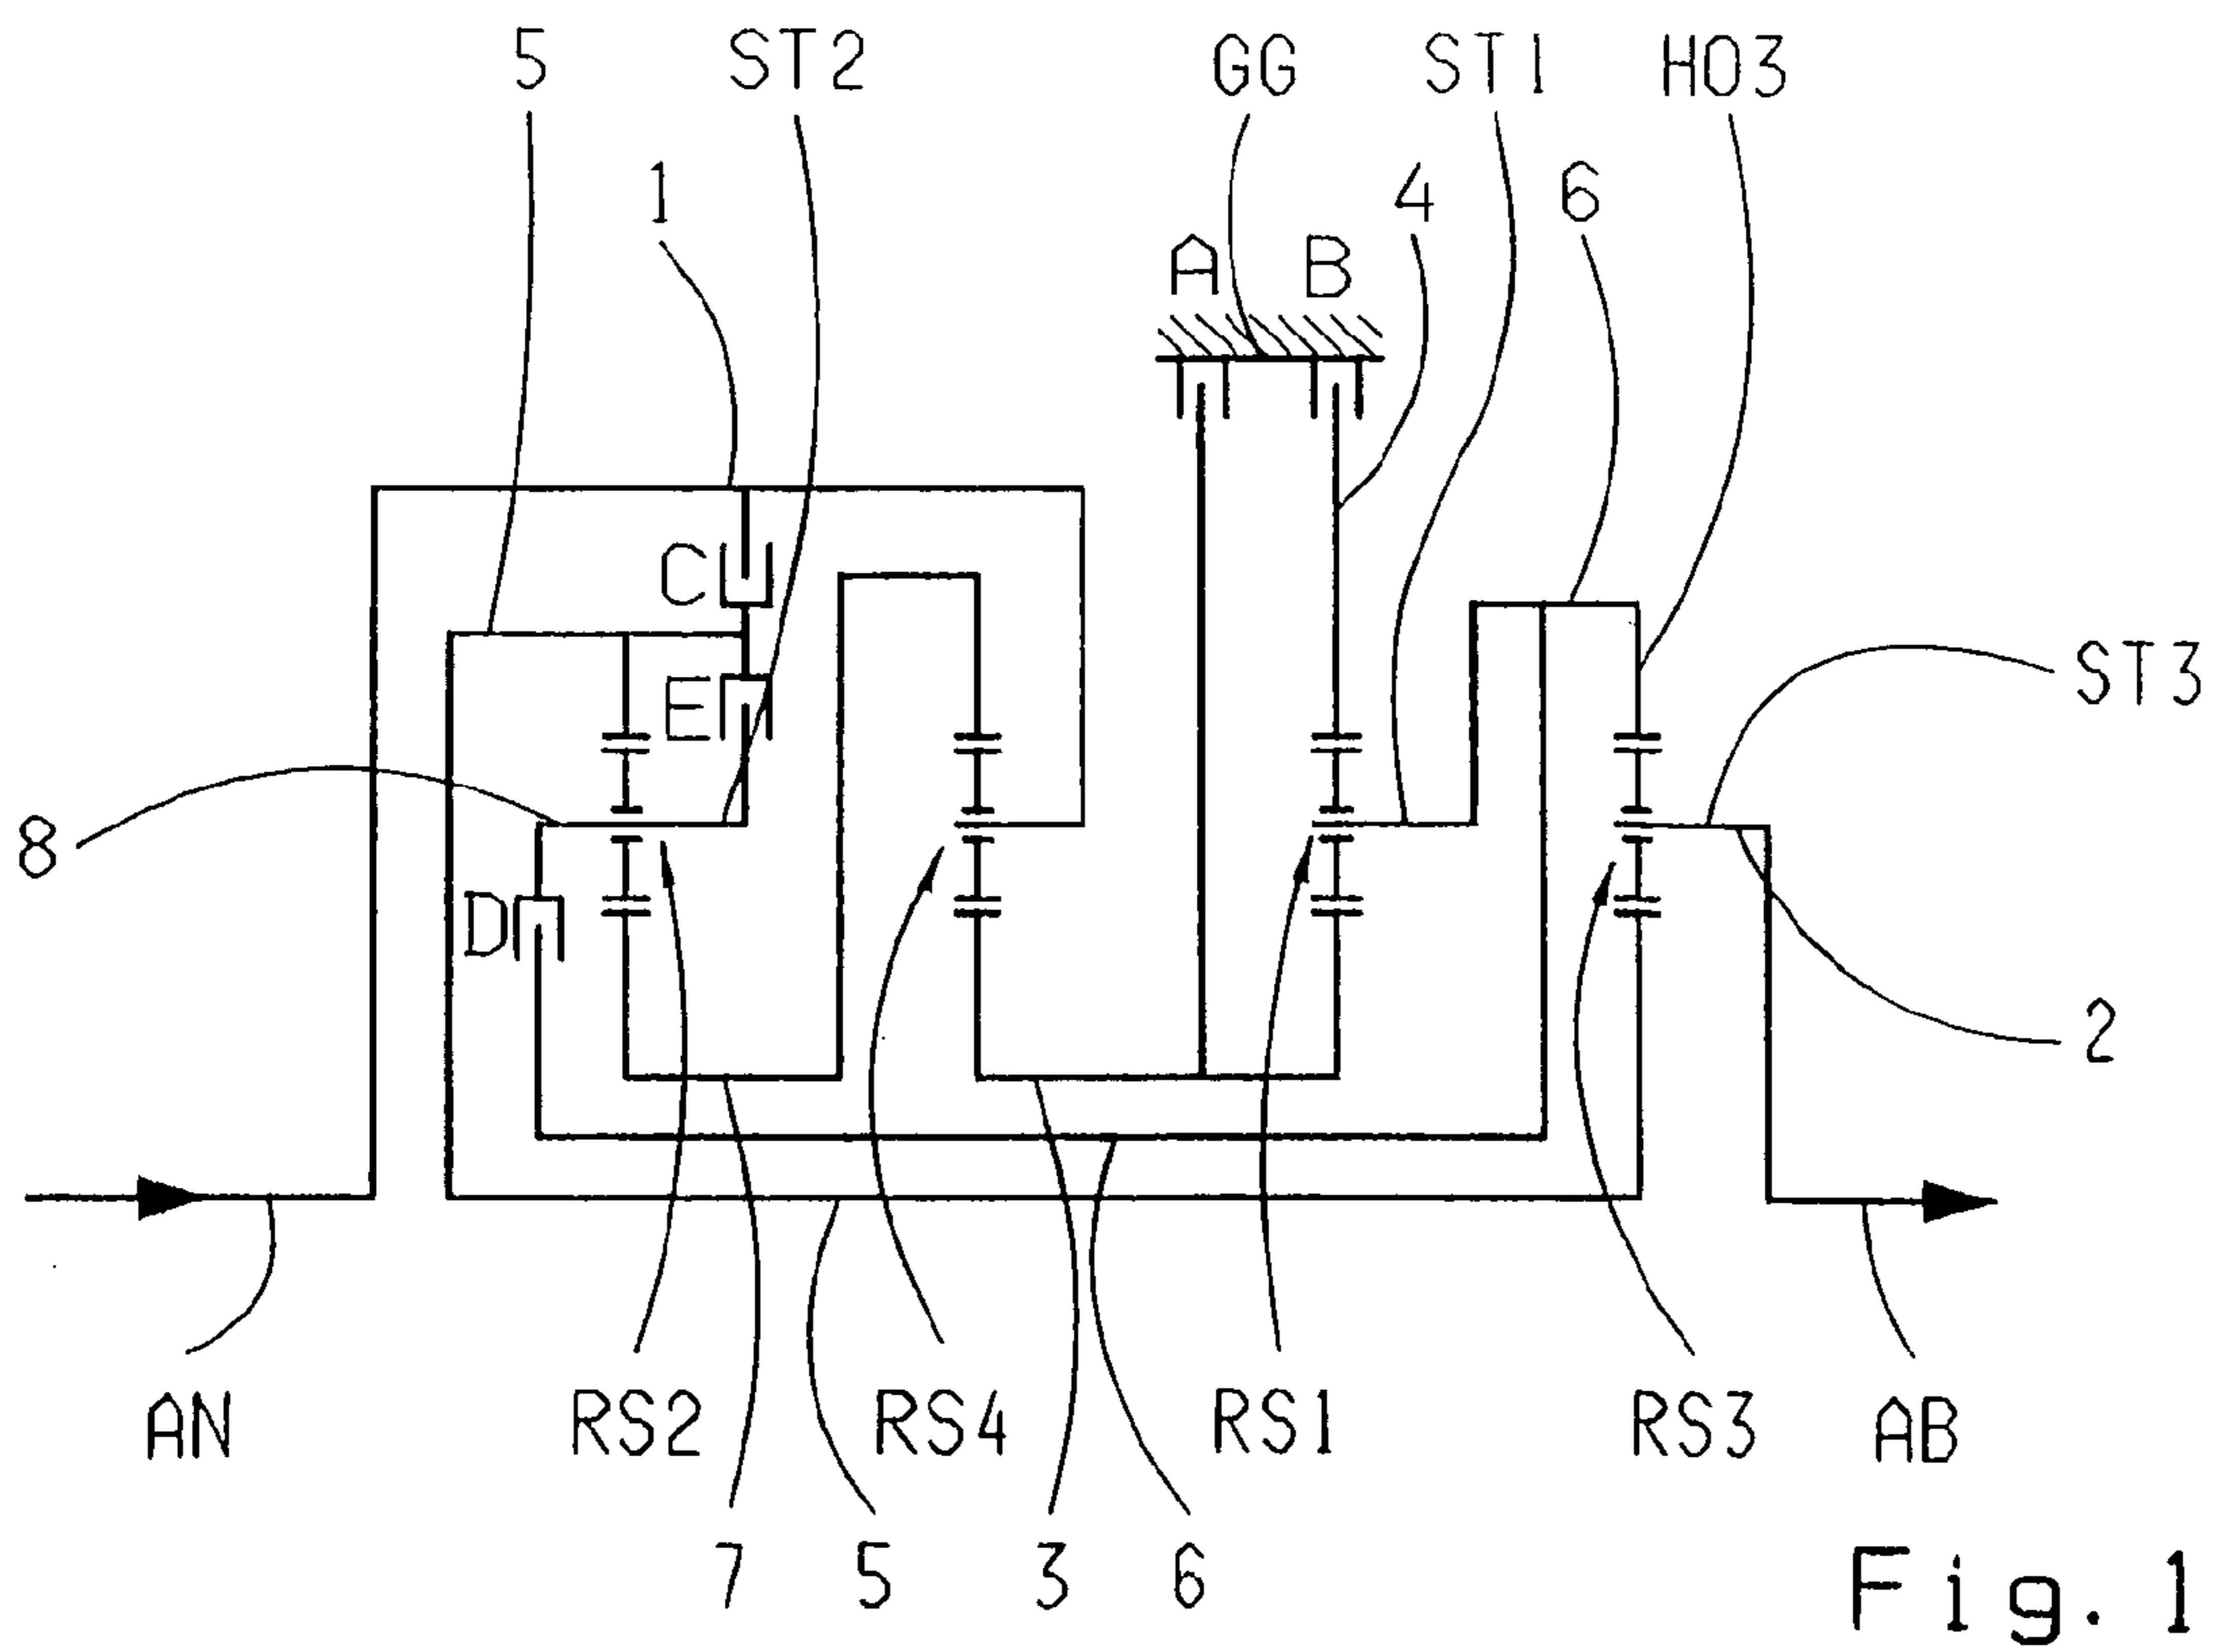 5 ST2 GG ST1 HO3
1 4 6
A B
C
E ST3
8
D
2
AN RS2 RS4 RS1 RS3 AB
7 5 3 6
Fig. 1